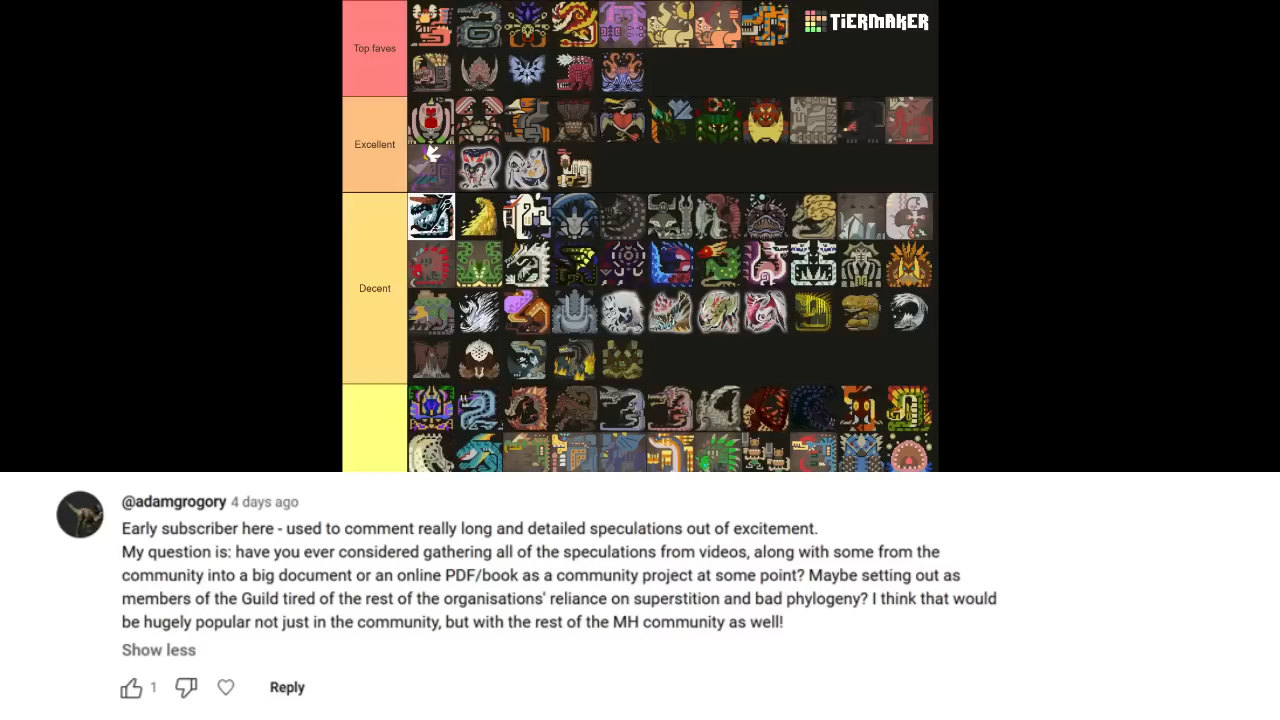 Top faves
TiERMAKER
Excellent
Decent
@adamgrogory 4 days ago
Early subscriber here - used to comment really long and detailed speculations out of excitement.
My question is: have you ever considered gathering all of the speculations from videos, along with some from the
community into a big document or an online PDF/book as a community project at some point? Maybe setting out as
members of the Guild tired of the rest of the organisations' reliance on superstition and bad phylogeny? I think that would
be hugely popular not just in the community, but with the rest of the MH community as well!
Show less
1
Reply